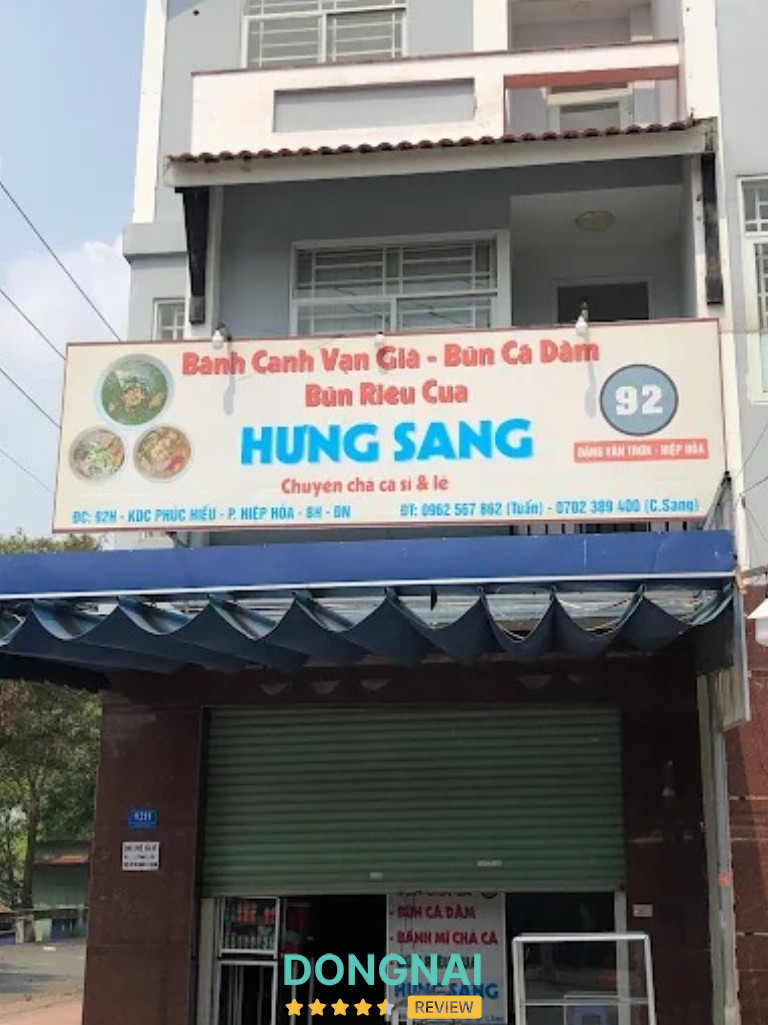 Bánh Canh Vạn Giã - Bún Cá Dầm
Bún Riêu Cua
HƯNG SANG
92
ĐẶNG VĂN TRƠN - HIỆP HÒA
Chuyên chả cá sỉ & lẻ
ĐC: 92H - KDC PHÚC HIẾU - P. HIỆP HÒA - BH - ĐN
ĐT: 0962 567 862 (Tuấn) - 0702 389 400 (C.Sang)
92H
- BÚN CÁ DẦM
- BÁNH MÌ CHẢ CÁ
HƯNG SANG
DONGNAI
REVIEW